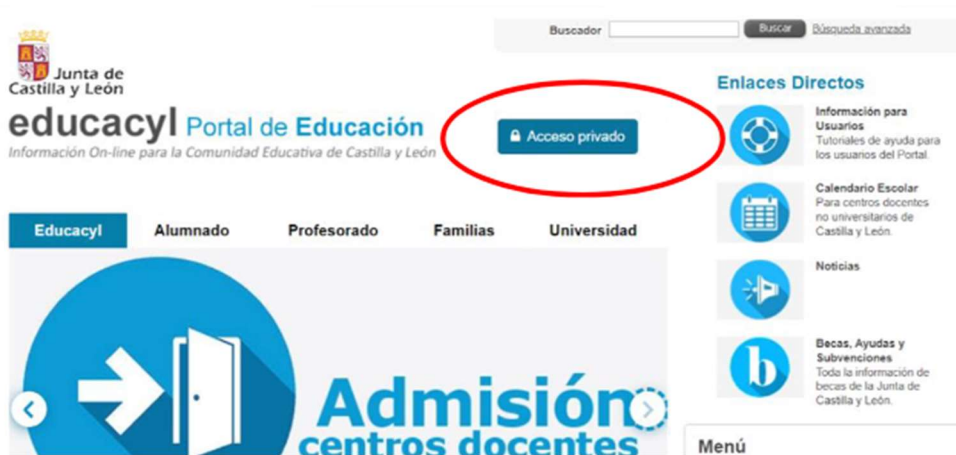 Buscador
Buscar
Búsqueda avanzada
Junta de
Castilla y León
educacyl Portal de Educación
Información On-line para la Comunidad Educativa de Castilla y León
Acceso privado
Educacyl
Alumnado
Profesorado
Familias
Universidad
Admisión
centros docentes
Enlaces Directos
Información para
Usuarios
Tutoriales de ayuda para
los usuarios del Portal.
Calendario Escolar
Para centros docentes
no universitarios de
Castilla y León.
Noticias
b
Becas, Ayudas y
Subvenciones
Toda la información de
becas de la Junta de
Castilla y León.
Menú